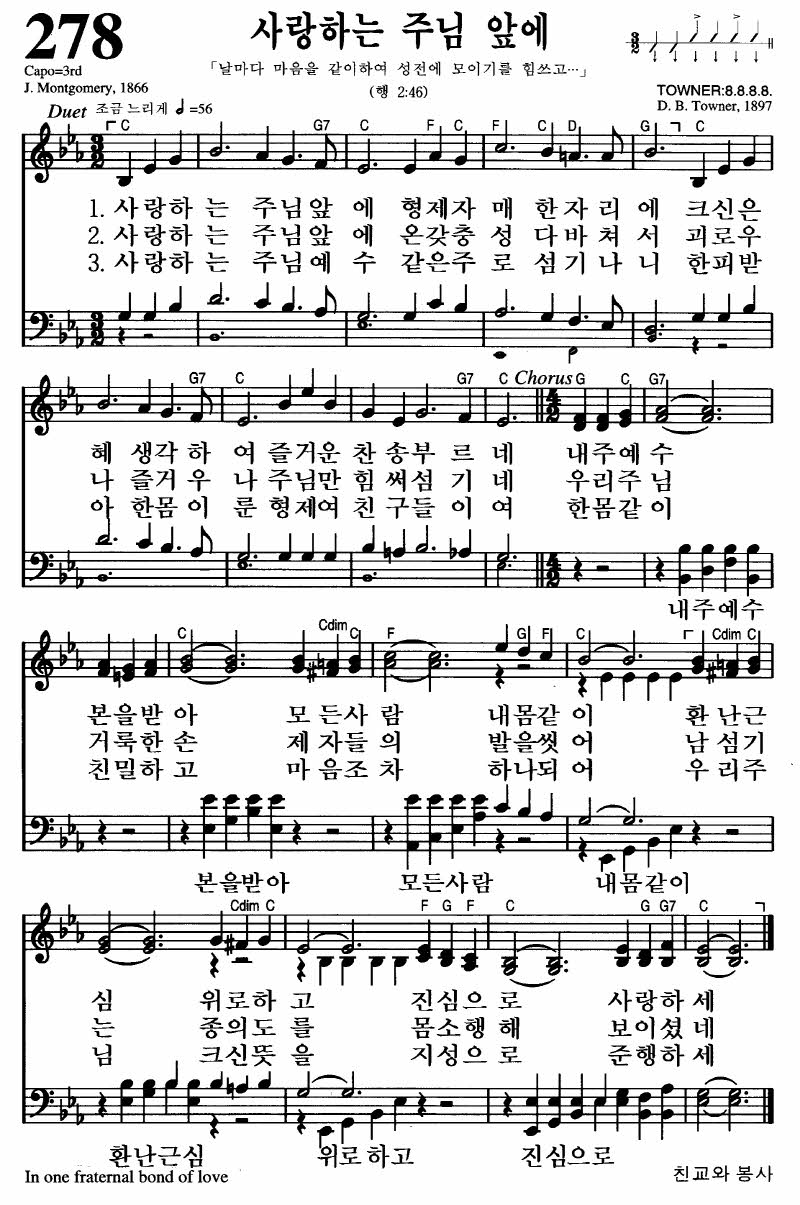 278
사랑하는 주님 앞에
Capo=3rd
「날마다 마음을 같이하여 성전에 모이기를 힘쓰고…」
J. Montgomery, 1866
(행 2:46)
TOWNER:8.8.8.8.
Duet 조금 느리게 =56
D. B. Towner, 1897
C G7 C F C F C D G C
1. 사랑하 는 주님앞 에 형제자 매 한자 리 에 크신은
2. 사랑하 는 주님앞 에 온갖충 성 다바 쳐 서 괴로우
3. 사랑하 는 주님예 수 같은주 로 섬기 나 니 한피받
G7 C G7 C Chorus G C G7
혜 생각하 여 즐거운 찬송부 르 네 내주예 수
나 즐거우 나 주님만 힘써섬 기 네 우리주 님
아 한몸이 룬 형제여 친구들 이 여 한몸같 이
내주예수
C Cdim C F G F C Cdim C
본을받 아 모든사 람 내몸같 이 환난근
거룩한 손 제자들 의 발을씻 어 남섬기
친밀하 고 마음조 차 하나되 어 우리주
본을받아 모든사람 내몸같이
Cdim C F G F C G G7 C
심 위로하 고 진심으 로 사랑하 세
는 종의도 를 몸소행 해 보이셨 네
님 크신뜻 을 지성으 로 준행하 세
환난근심 위로하고 진심으로
In one fraternal bond of love
친교와 봉사